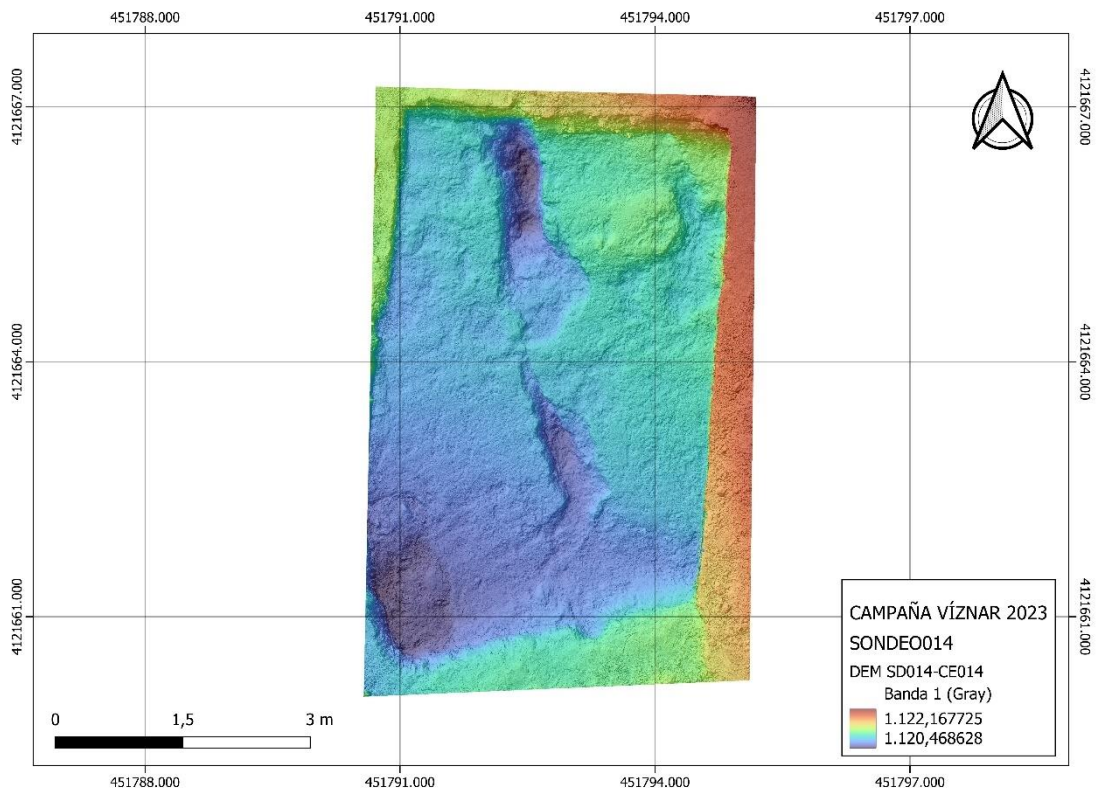 451788.000 451791.000 451794.000 451797.000
4121667.000 4121667.000
4121664.000 4121664.000
4121661.000 4121661.000
CAMPAÑA VÍZNAR 2023
SONDEO014
DEM SD014-CE014
Banda 1 (Gray)
1.122,167725
1.120,468628
0 1,5 3 m
451788.000 451791.000 451794.000 451797.000